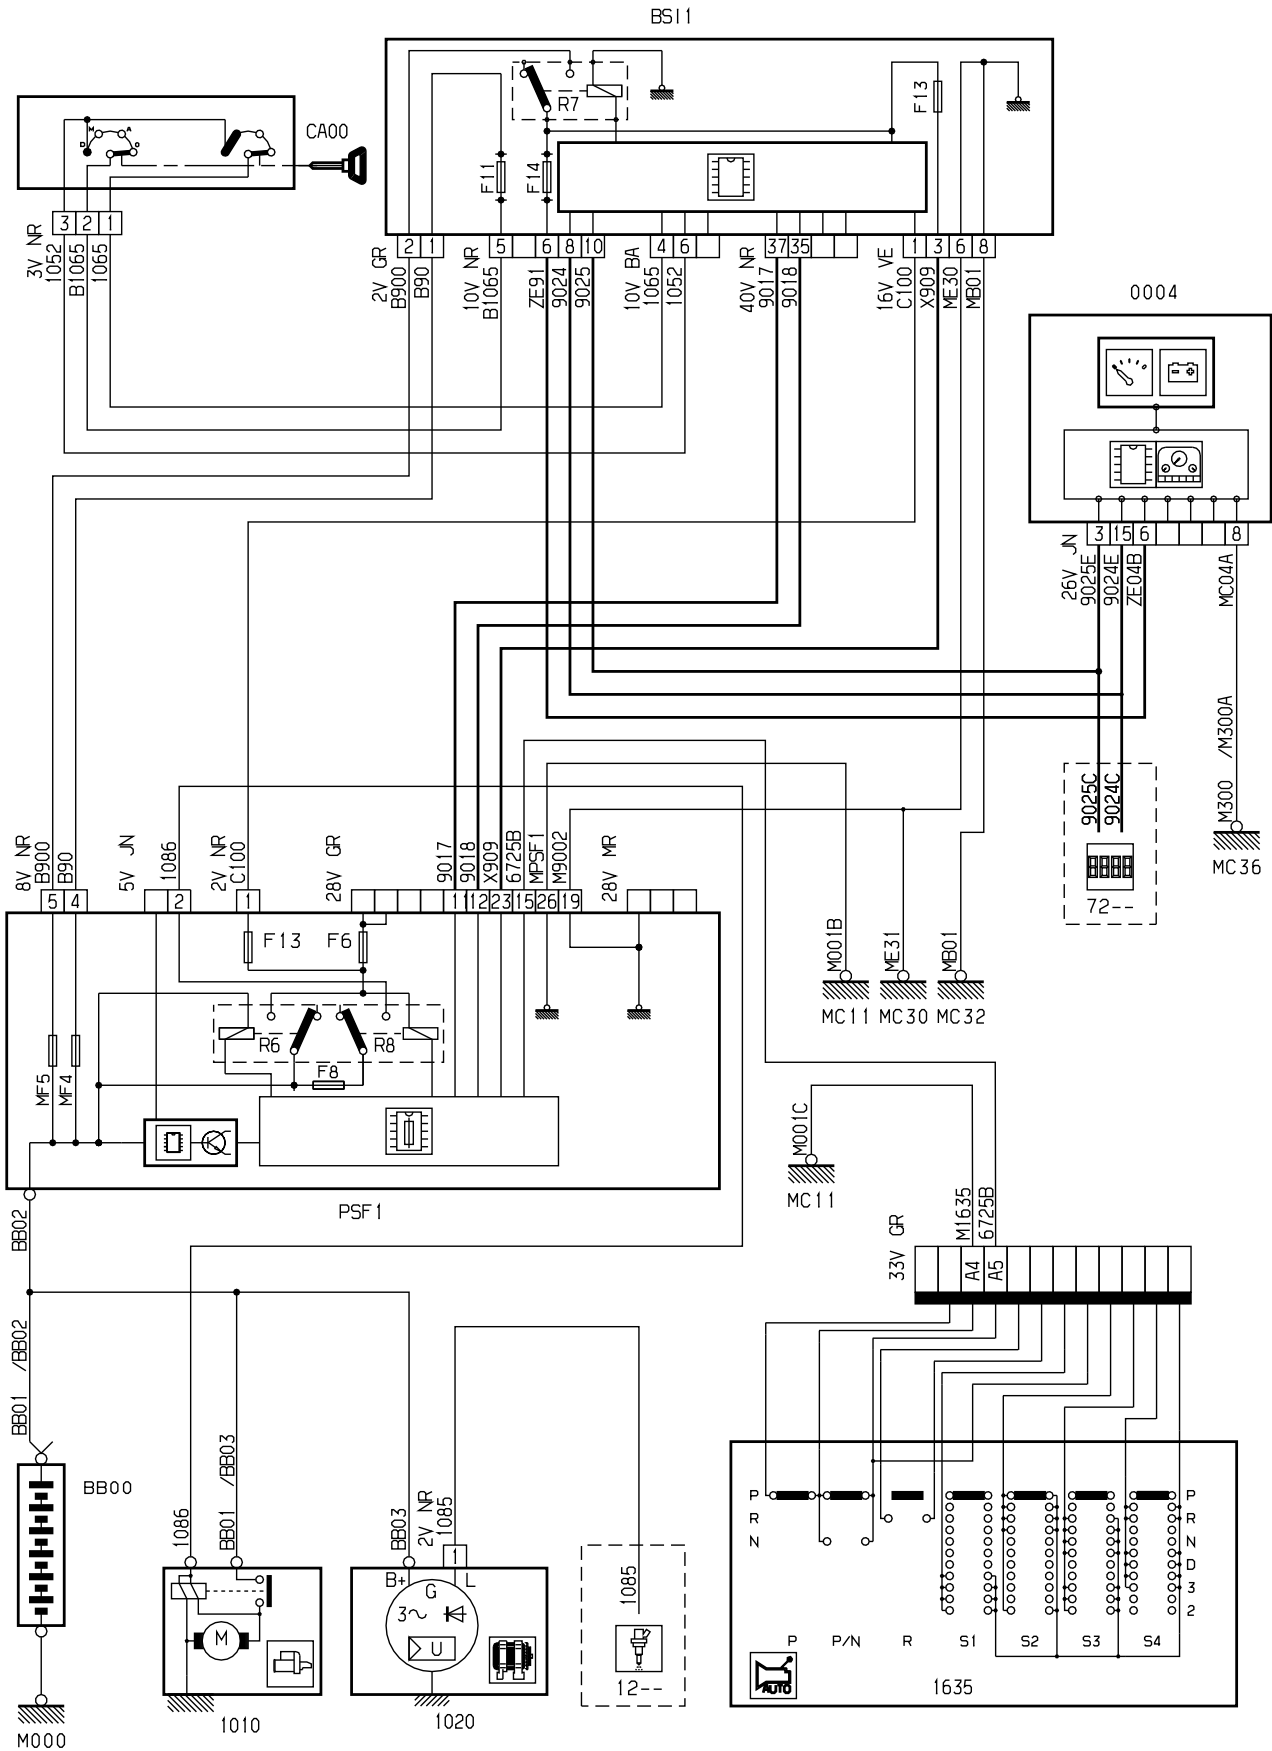 BSI1
CA00
M
A
D
O
R7
F13
F11
F14
3 2 1
3V NR
1052
B1065
1065
2 1
5 6 8 10
4 6
37 35
1 3 6 8
2V GR
B900
B90
10V NR
B1065
ZE91
9024
9025
10V BA
1065
1052
40V NR
9017
9018
16V VE
C100
X909
ME30
MB01
0004
3 15 6 8
26V JN
9025E
9024E
ZE04B
MC04A
M300 /M300A
MC36
9025C
9024C
72--
8V NR
B900
B90
5V JN
1086
2V NR
C100
28V GR
9017
9018
X909
6725B
MPSF1
M9002
28V MR
5 4
2
1
11 12 23 15 26 19
F13
F6
R6
R8
F8
MF5
MF4
PSF1
M001B
ME31
MB01
MC11
MC30
MC32
M001C
MC11
M1635
6725B
33V GR
A4
A5
BB02
BB01 /BB02
BB00
M000
1086
BB01 /BB03
M
1010
BB03
2V NR
1085
1
B+
G
L
3
U
1020
1085
12--
P
R
N
P
R
N
D
3
2
P
P/N
R
S1
S2
S3
S4
AUTO
1635